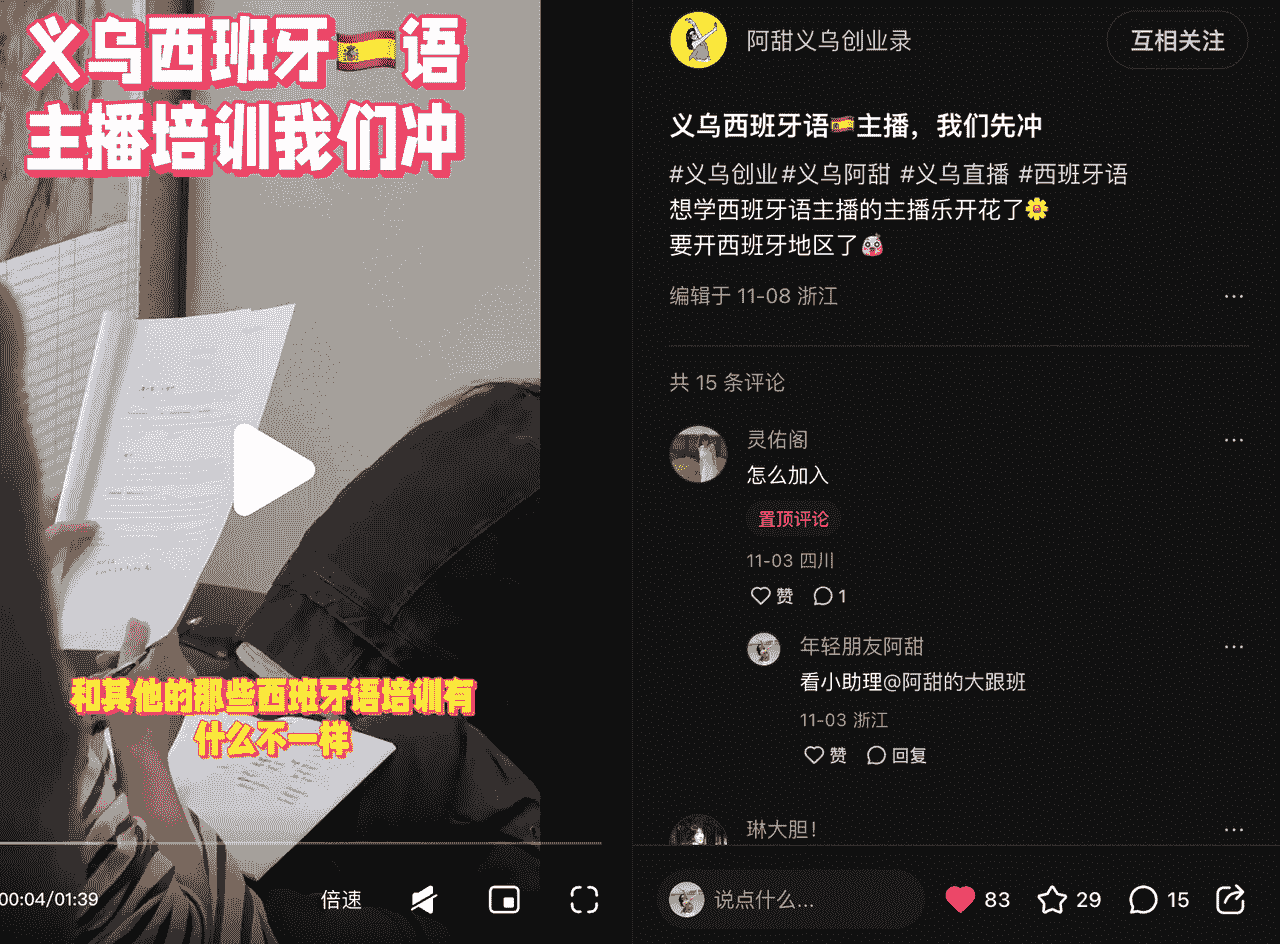 义乌西班牙🇪🇸语
主播培训我们冲
和其他的那些西班牙语培训有
什么不一样
00:04/01:39
倍速
阿甜义乌创业录
互相关注
义乌西班牙语🇪🇸主播，我们先冲
#义乌创业 #义乌阿甜 #义乌直播 #西班牙语
想学西班牙语主播的主播乐开花了🌼
要开西班牙地区了
编辑于 11-08 浙江
共 15 条评论
灵佑阁
怎么加入
置顶评论
11-03 四川
赞 1
年轻朋友阿甜
看小助理@阿甜的大跟班
11-03 浙江
赞 回复
琳大胆！
说点什么...
83 29 15